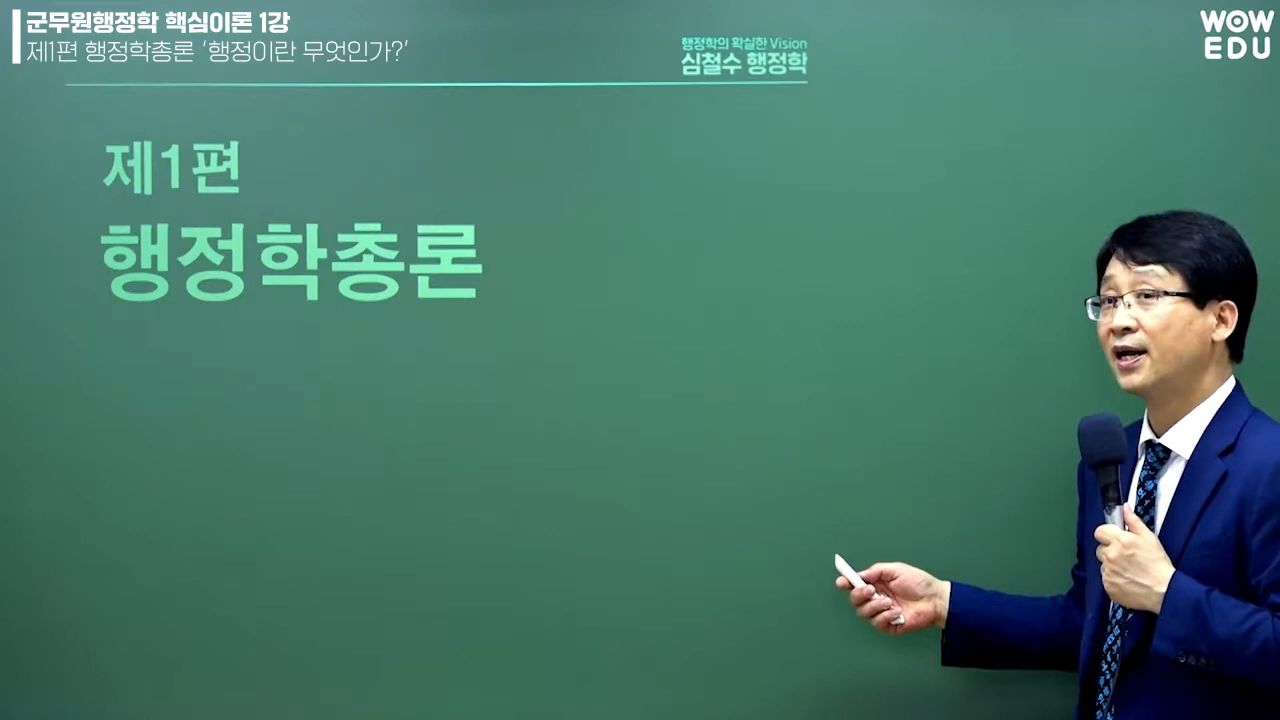 군무원행정학 핵심이론 1강
제1편 행정학총론 ‘행정이란 무엇인가?’
행정학의 확실한 Vision
심철수 행정학
WOW
EDU
제1편
행정학총론